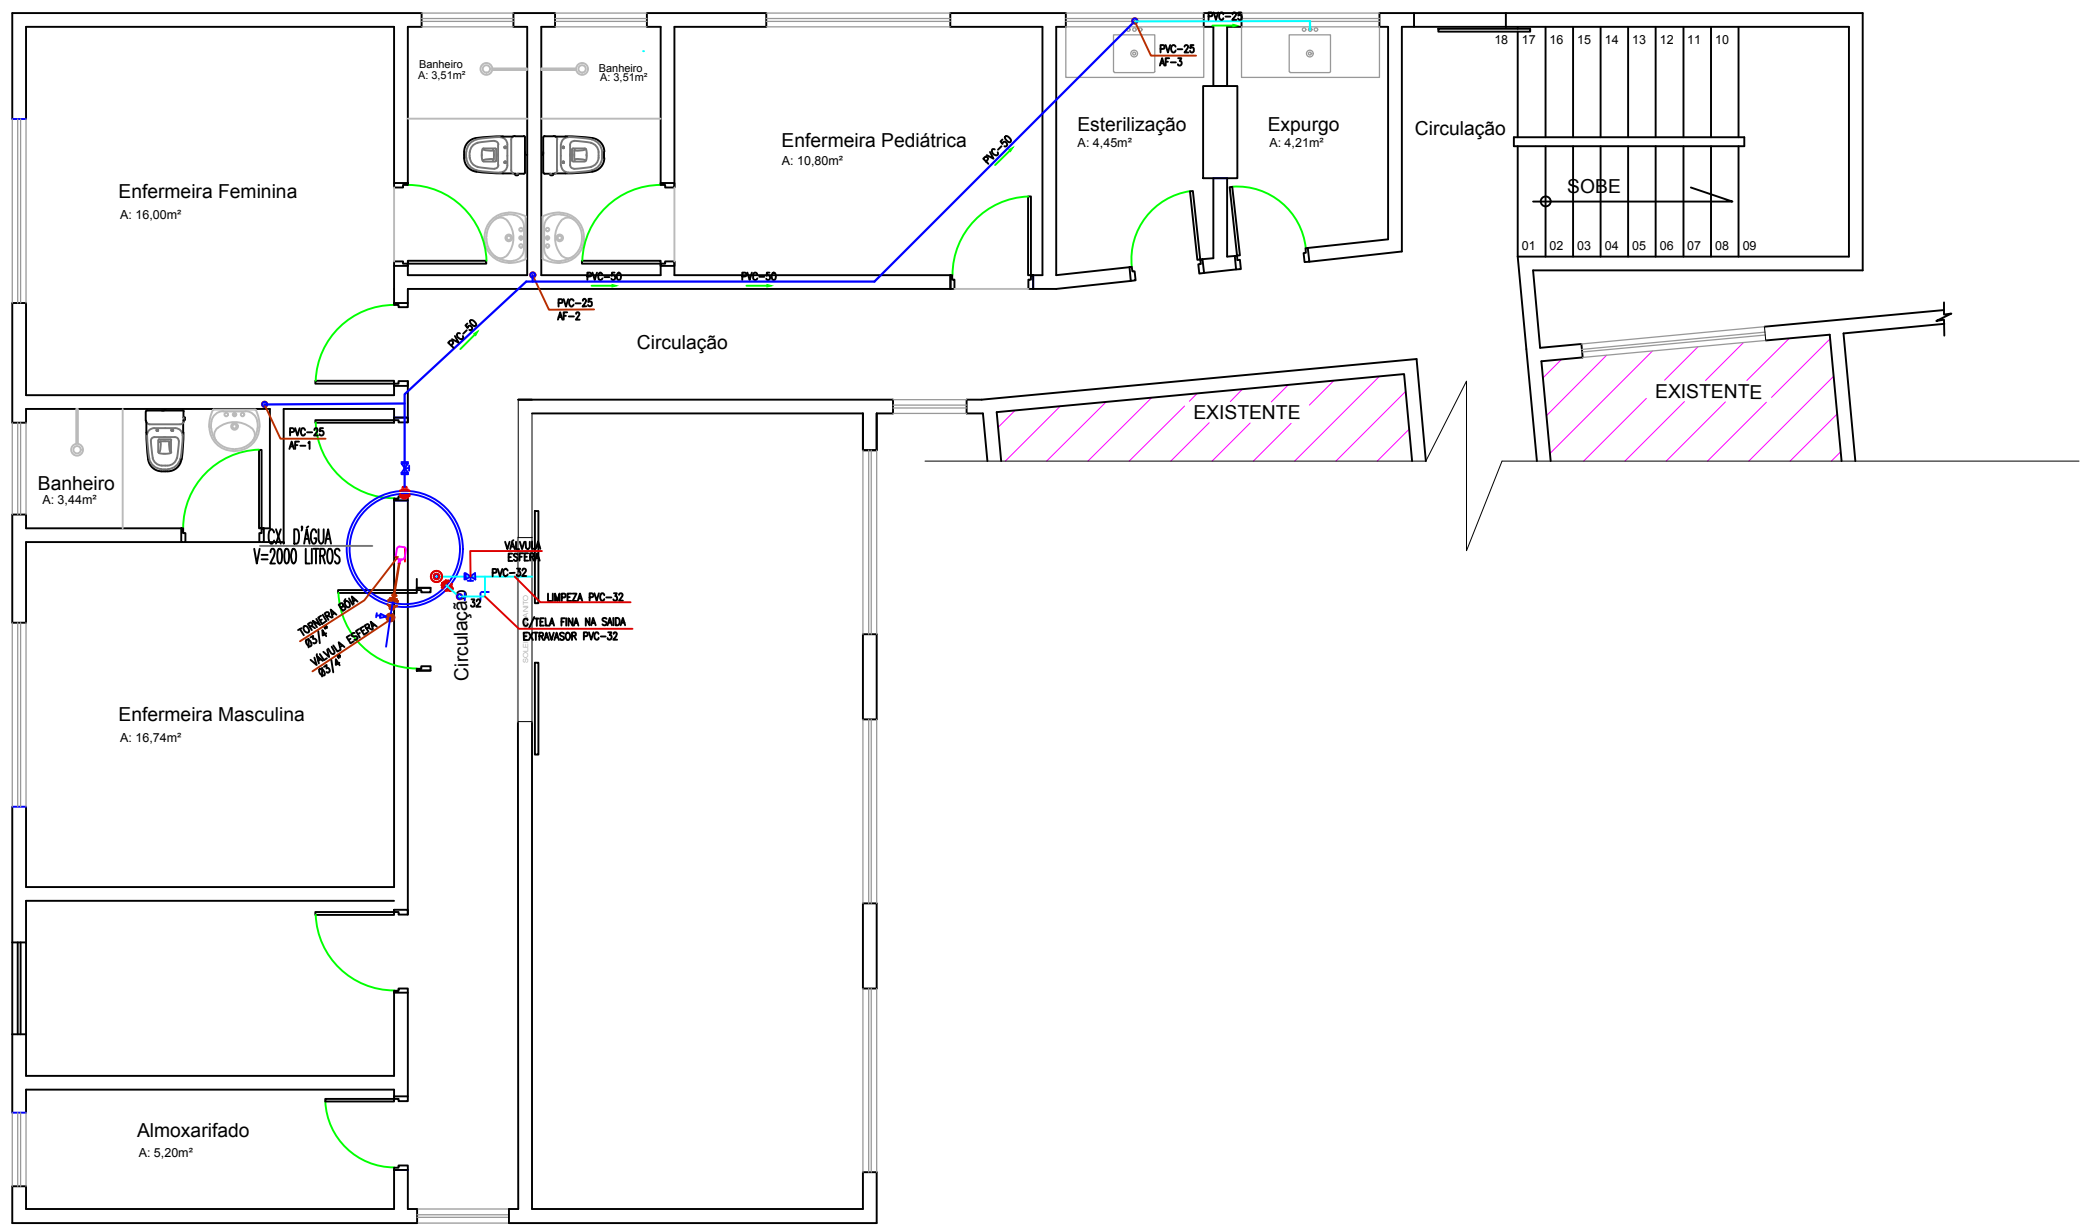 PVC-25
PVC-25
AF-3
18
17
16
15
14
13
12
11
10
Banheiro
A: 3,51m²
Banheiro
A: 3,51m²
Enfermeira Pediátrica
A: 10,80m²
PVC-50
Esterilização
A: 4,45m²
Expurgo
A: 4,21m²
Circulação
SOBE
Enfermeira Feminina
A: 16,00m²
01
02
03
04
05
06
07
08
09
PVC-50
PVC-50
PVC-25
AF-2
PVC-50
Circulação
EXISTENTE
EXISTENTE
PVC-25
AF-1
Banheiro
A: 3,44m²
CX. D'ÁGUA
V=2000 LITROS
VÁLVULA
ESFERA
PVC-32
32
LIMPEZA PVC-32
C/TELA FINA NA SAIDA
EXTRAVASOR PVC-32
TORNEIRA BÓIA
Ø3/4"
VÁLVULA ESFERA
Ø3/4"
Circulação
Enfermeira Masculina
A: 16,74m²
Almoxarifado
A: 5,20m²